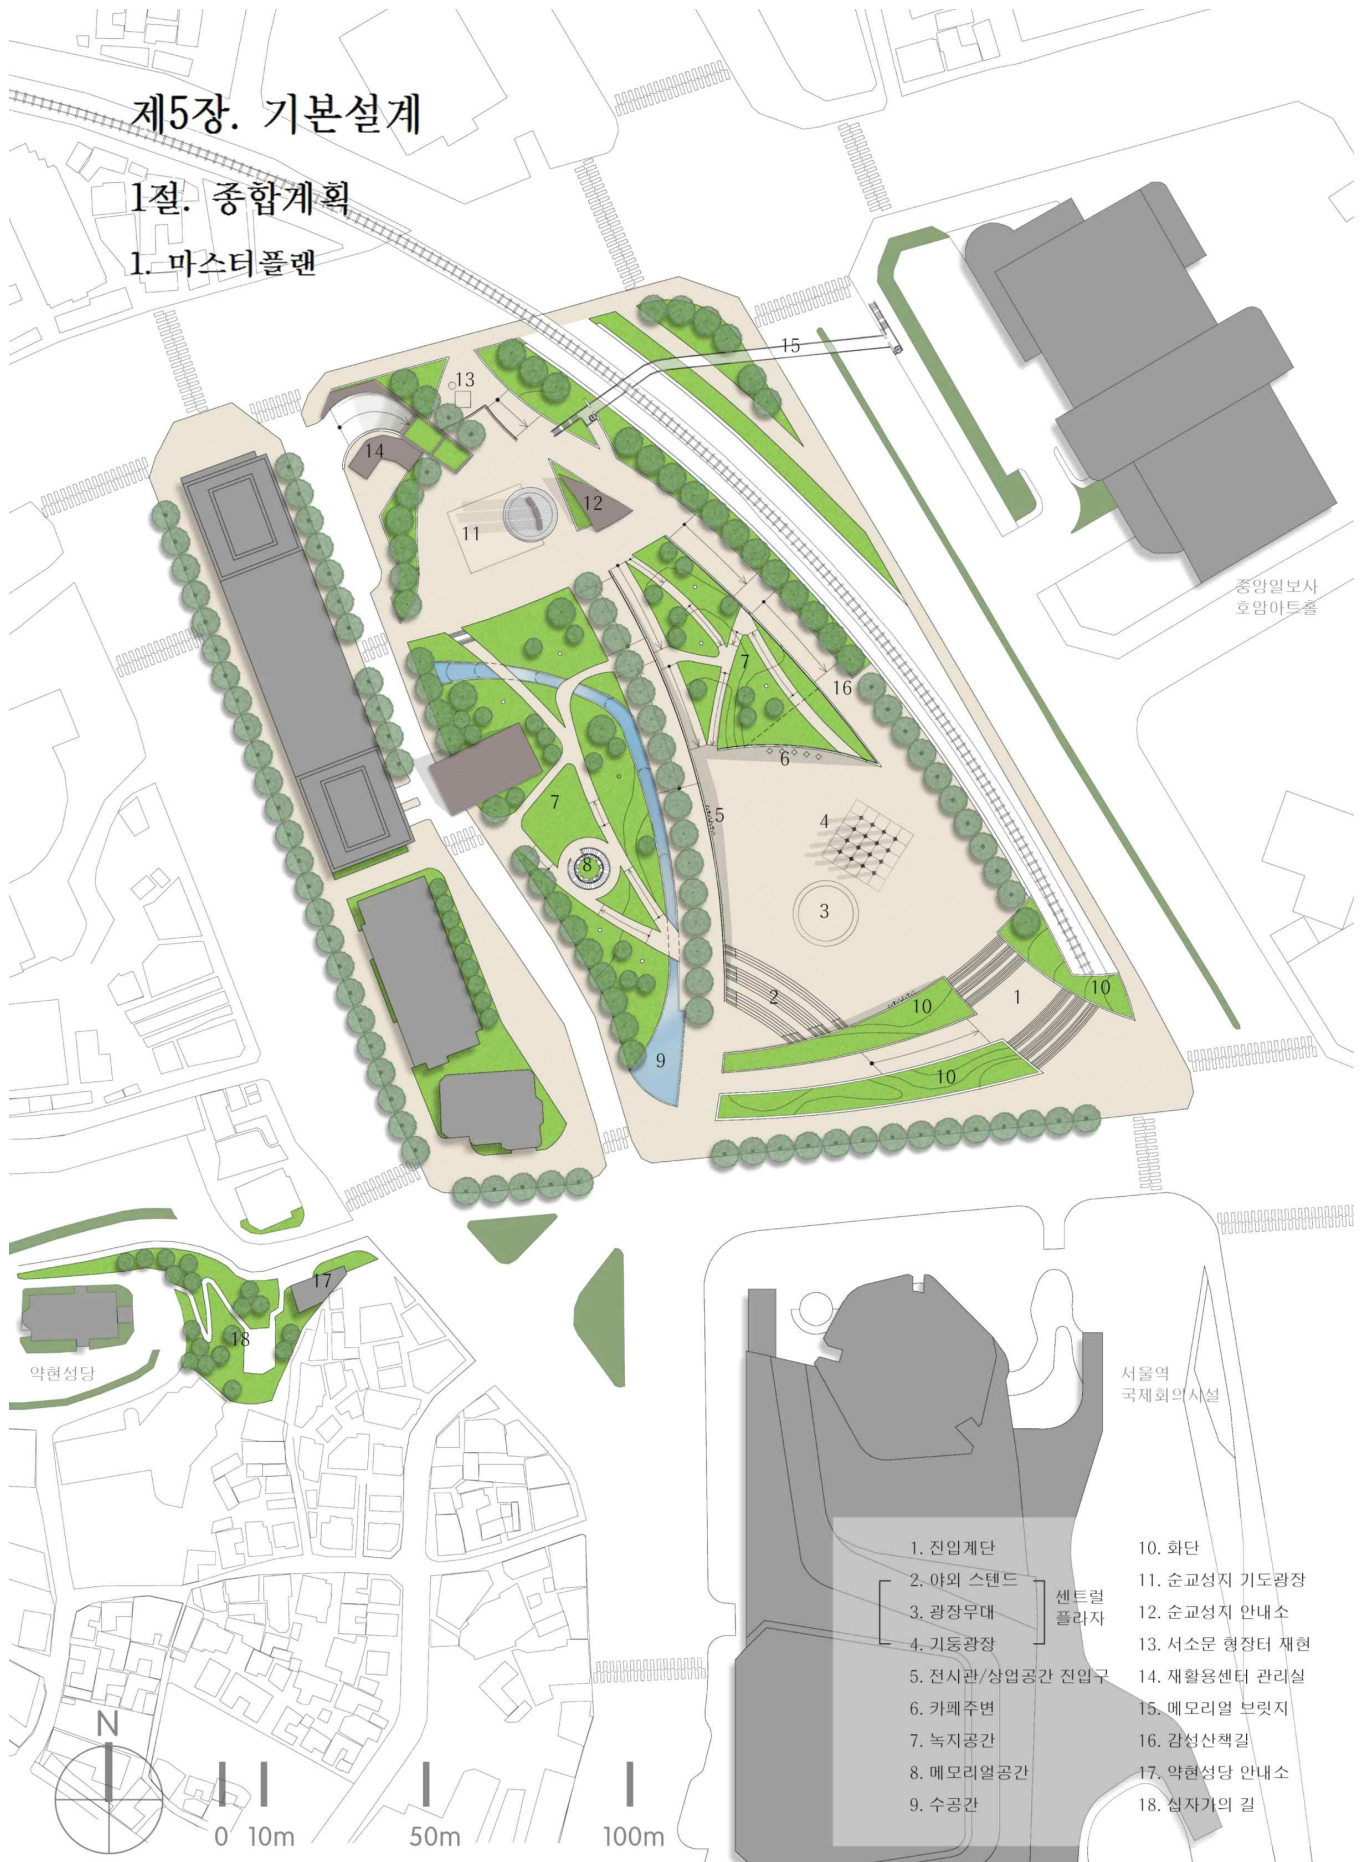 제5장. 기본설계
1절. 종합계획
1. 마스터플랜
15
13
14
12
11
중앙일보사
호암아트홀
7
16
6
7
5
4
8
3
2
10
1
10
9
10
17
18
약현성당
서울역
국제회의시설
1. 진입계단
2. 야외 스텐드
3. 광장무대
4. 기둥광장
센트럴
플라자
5. 전시관/상업공간 진입구
6. 카페주변
7. 녹지공간
8. 메모리얼공간
9. 수공간
10. 화단
11. 순교성지 기도광장
12. 순교성지 안내소
13. 서소문 형장터 재현
14. 재활용센터 관리실
15. 메모리얼 브릿지
16. 감성산책길
17. 약현성당 안내소
18. 십자가의 길
N
0 10m 50m 100m